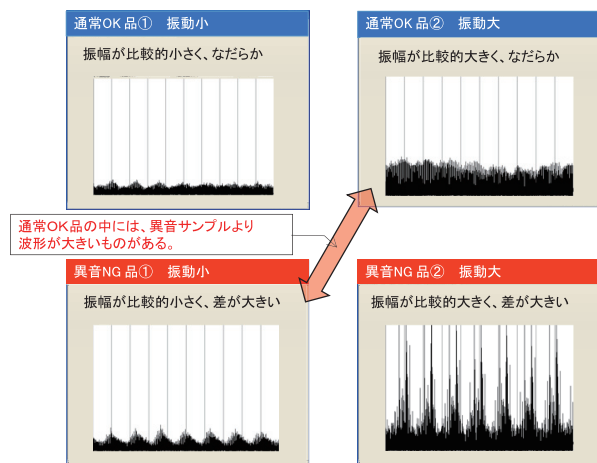 通常OK品① 振動小
振幅が比較的小さく、なだらか
通常OK品② 振動大
振幅が比較的大きく、なだらか
通常OK品の中には、異音サンプルより
波形が大きいものがある。
異音NG品① 振動小
振幅が比較的小さく、差が大きい
異音NG品② 振動大
振幅が比較的大きく、差が大きい